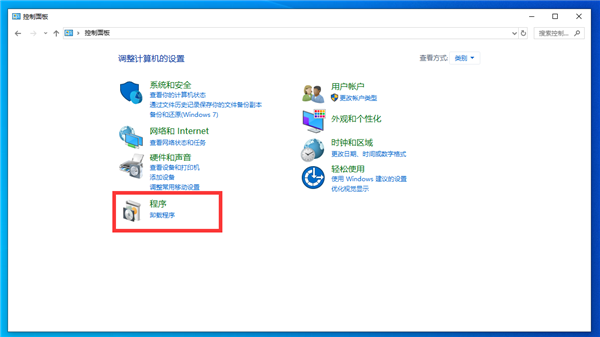 控制面板
控制面板
搜索控制...
调整计算机的设置
查看方式: 类别
系统和安全
查看你的计算机状态
通过文件历史记录保存你的文件备份副本
备份和还原(Windows 7)
网络和 Internet
查看网络状态和任务
硬件和声音
查看设备和打印机
添加设备
调整常用移动设置
程序
卸载程序
用户帐户
更改帐户类型
外观和个性化
时钟和区域
更改日期、时间或数字格式
轻松使用
使用 Windows 建议的设置
优化视觉显示